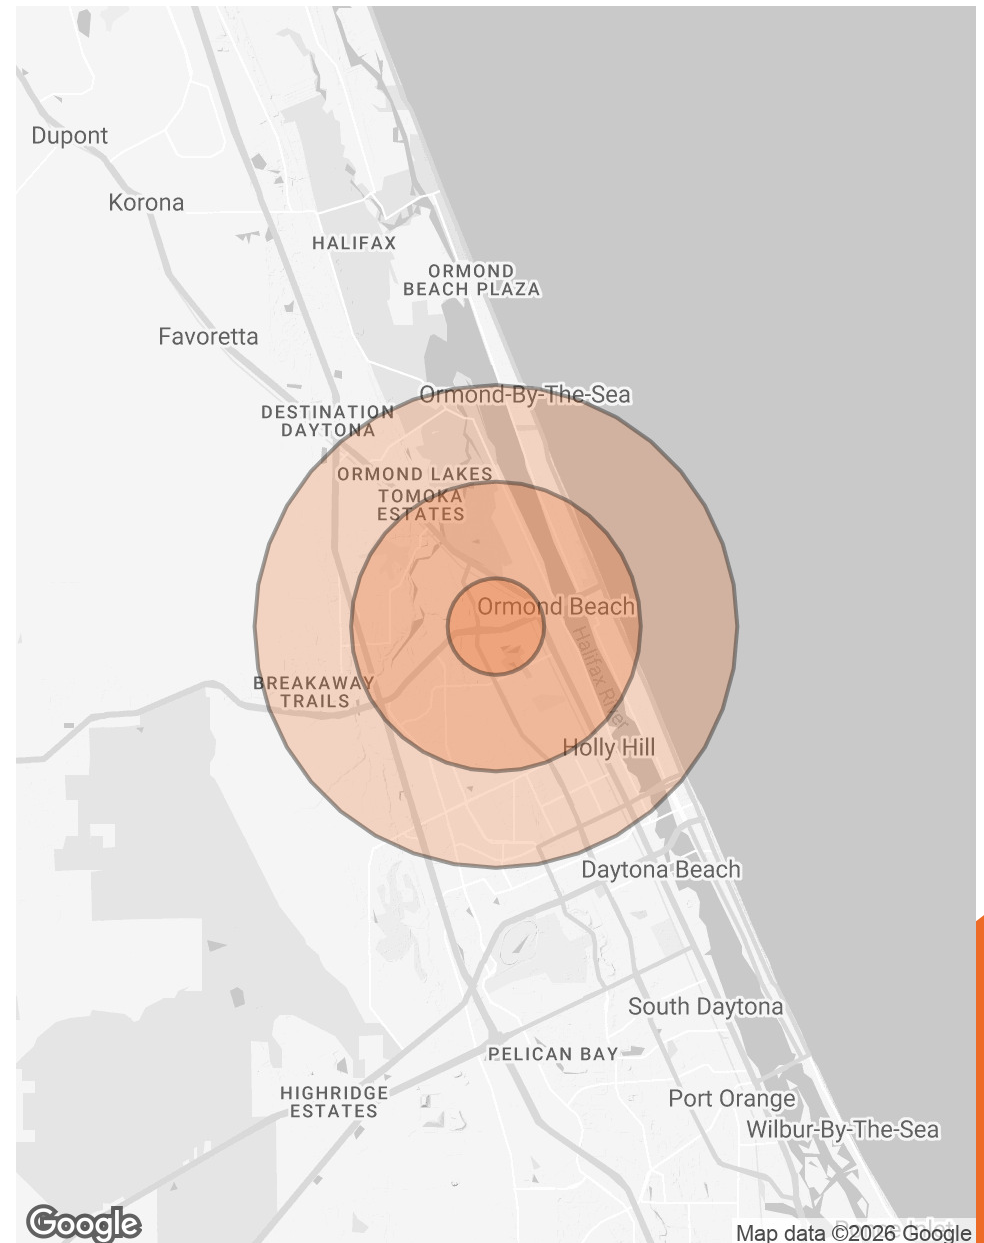 Dupont
Korona
HALIFAX
ORMOND
BEACH PLAZA
Favoretta
Ormond-By-The-Sea
DESTINATION
DAYTONA
ORMOND LAKES
TOMOKA
ESTATES
Ormond Beach
Halifax River
BREAKAWAY
TRAILS
Holly Hill
Daytona Beach
South Daytona
PELICAN BAY
HIGHRIDGE
ESTATES
Port Orange
Wilbur-By-The-Sea
Google
Map data ©2026 Google